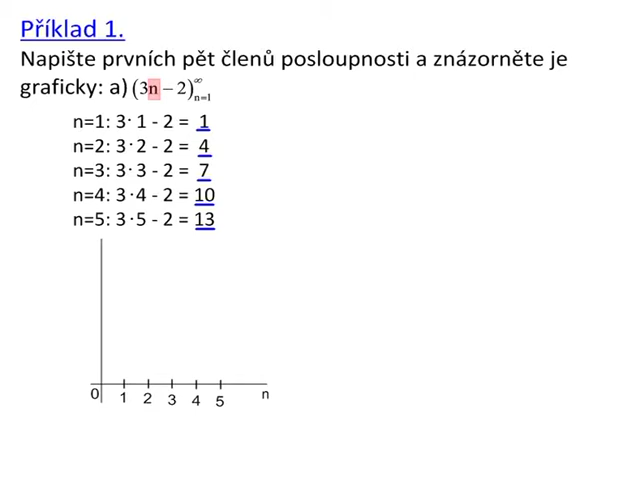 Příklad 1.
Napište prvních pět členů posloupnosti a znázorněte je
graficky: a) (3n − 2)∞n=1
n=1: 3· 1 - 2 = 1
n=2: 3· 2 - 2 = 4
n=3: 3· 3 - 2 = 7
n=4: 3 ·4 - 2 = 10
n=5: 3 ·5 - 2 = 13
0 1 2 3 4 5 n